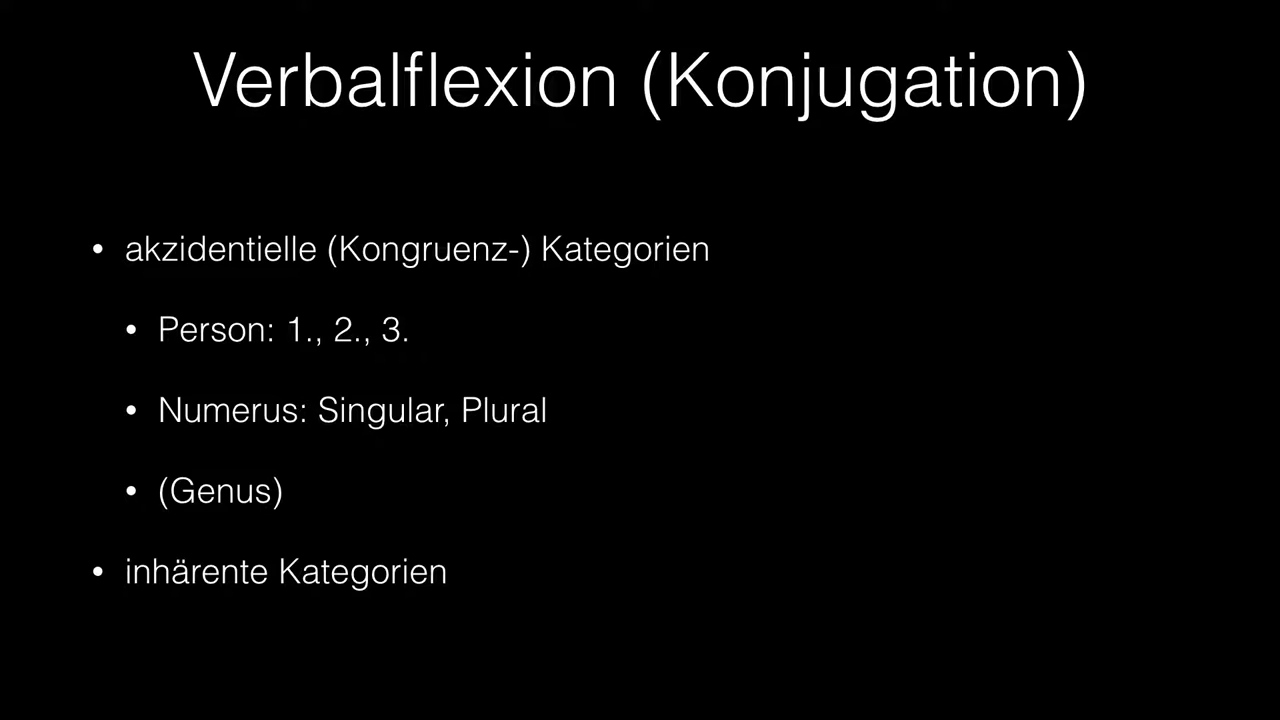 Verbalflexion (Konjugation)
• akzidentielle (Kongruenz-) Kategorien
• Person: 1., 2., 3.
• Numerus: Singular, Plural
• (Genus)
• inhärente Kategorien